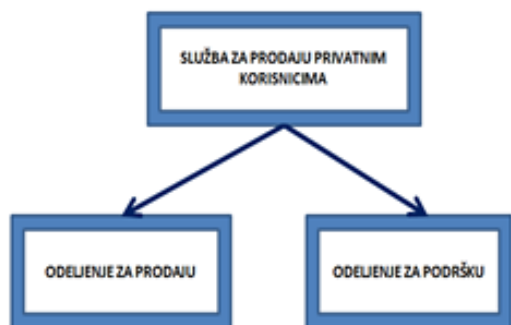 SLUŽBA ZA PRODAJU PRIVATNIM
KORISNICIMA
ODELJENJE ZA PRODAJU
ODELJENJE ZA PODRŠKU